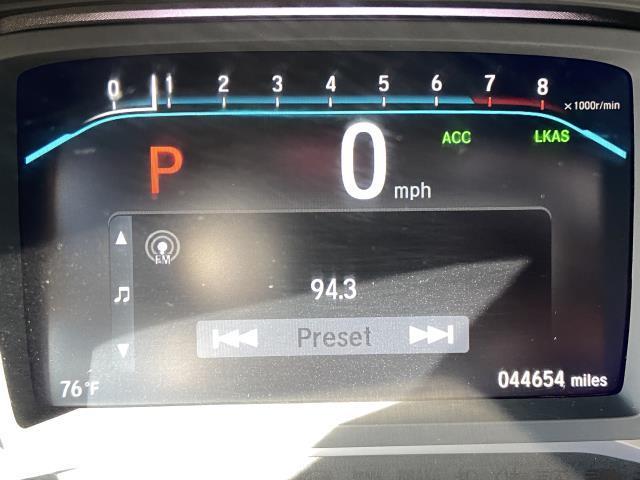 0 1 2 3 4 5 6 7 8 x1000r/min
P 0 mph ACC LKAS
FM
94.3
Preset
76°F 044654 miles